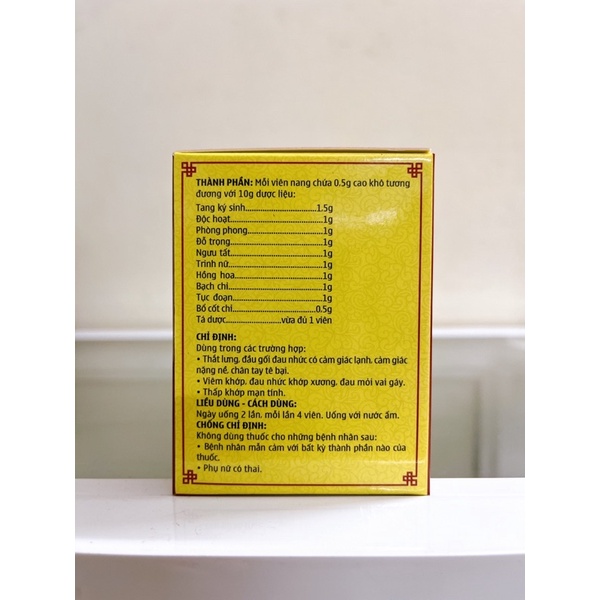 THÀNH PHẦN: Mỗi viên nang chứa 0.5g cao khô tương
đương với 10g dược liệu:
Tang ký sinh..............................1.5g
Độc hoạt......................................1g
Phòng phong..............................1g
Đỗ trọng......................................1g
Ngưu tất......................................1g
Trinh nữ.......................................1g
Hồng hoa.....................................1g
Bạch chỉ.......................................1g
Tục đoạn......................................1g
Bổ cốt chỉ..................................0.5g
Tá dược.......................vừa đủ 1 viên
CHỈ ĐỊNH:
Dùng trong các trường hợp:
• Thắt lưng, đầu gối đau nhức có cảm giác lạnh, cảm giác
nặng nề, chân tay tê bại.
• Viêm khớp, đau nhức khớp xương, đau mỏi vai gáy.
• Thấp khớp mạn tính.
LIỀU DÙNG - CÁCH DÙNG:
Ngày uống 2 lần, mỗi lần 4 viên. Uống với nước ấm.
CHỐNG CHỈ ĐỊNH:
Không dùng thuốc cho những bệnh nhân sau:
• Bệnh nhân mẫn cảm với bất kỳ thành phần nào của
thuốc.
• Phụ nữ có thai.